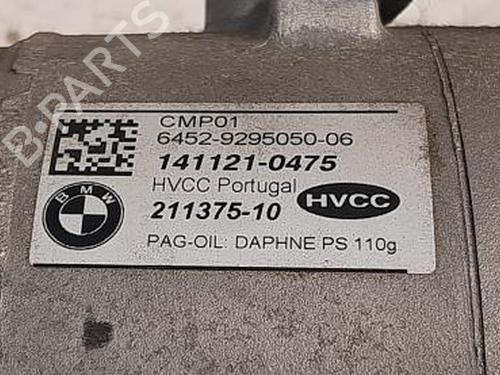 B-PARTS
CMP01
6452-9295050-06
141121-0475
HVCC Portugal
BMW
211375-10
HVCC
PAG-OIL: DAPHNE PS 110g